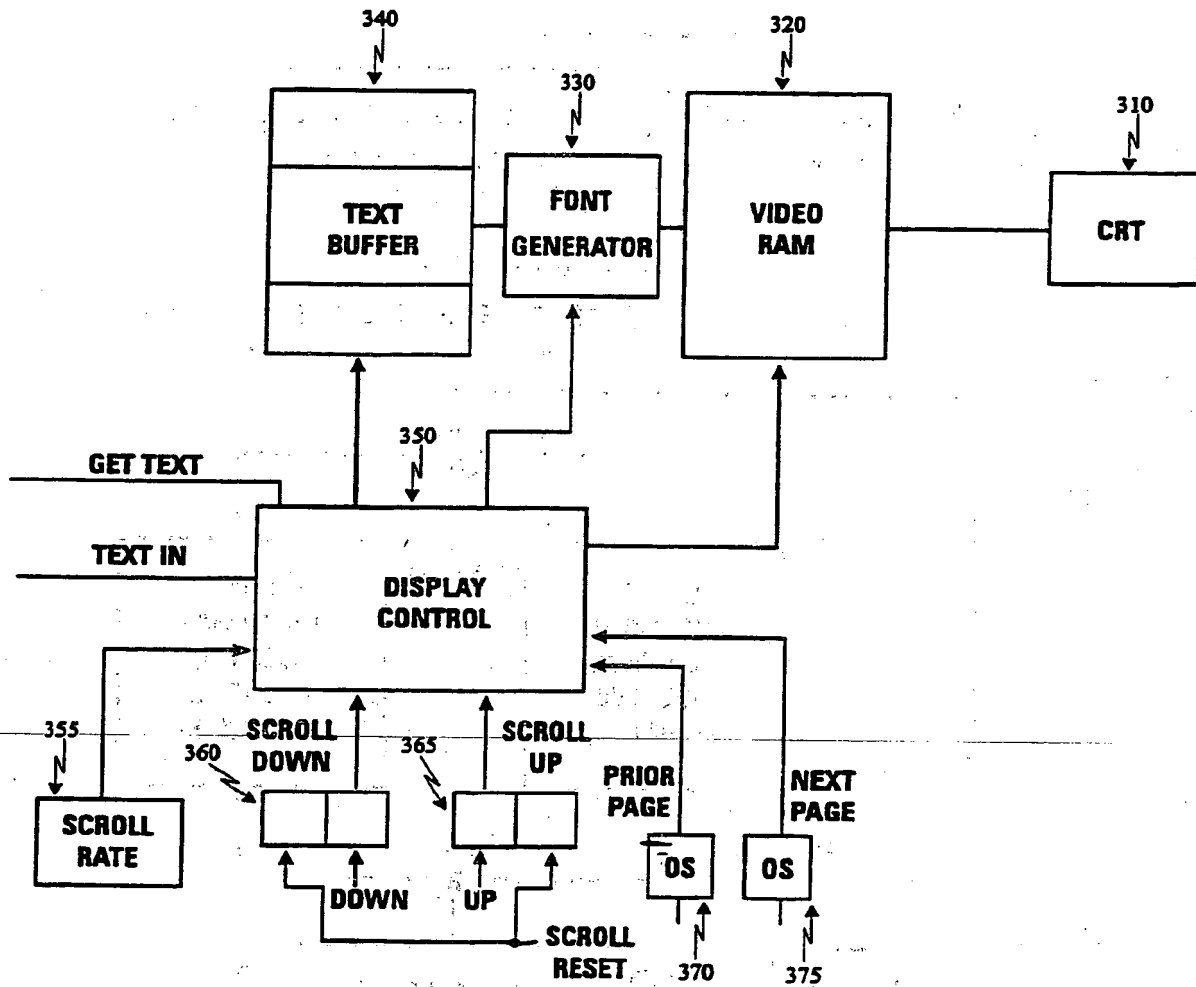 340
320
330
310
TEXT
BUFFER
FONT
GENERATOR
VIDEO
RAM
CRT
350
GET TEXT
TEXT IN
DISPLAY
CONTROL
355
360
SCROLL
DOWN
365
SCROLL
UP
PRIOR
PAGE
NEXT
PAGE
SCROLL
RATE
DOWN
UP
OS
OS
SCROLL
RESET
370
375